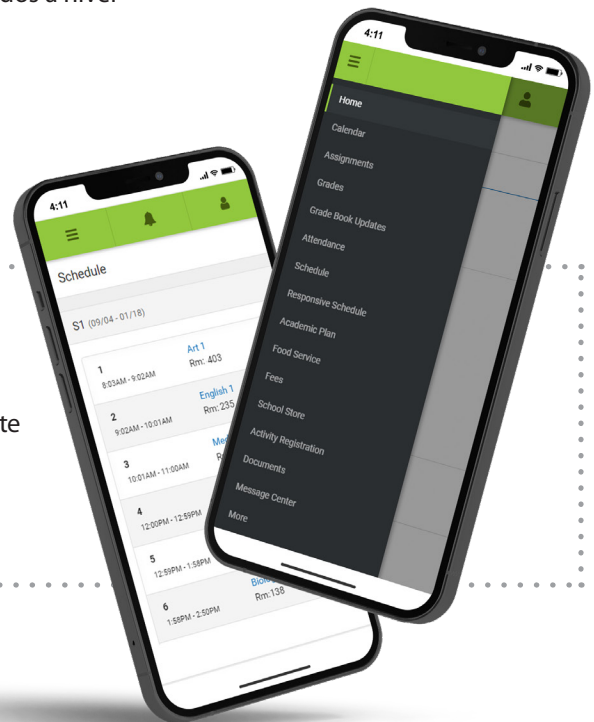 dos a nivel
te
4:11
Schedule
S1 (09/04 - 01/18)
1
Art 1
8:03AM - 9:02AM
Rm: 403
2
English 1
9:02AM - 10:01AM
Rm: 235
3
10:01AM - 11:00AM
4
12:00PM - 12:59PM
5
12:59PM - 1:58PM
6
1:58PM - 2:50PM
Rm:138
4:11
Home
Calendar
Assignments
Grades
Grade Book Updates
Attendance
Schedule
Responsive Schedule
Academic Plan
Food Service
Fees
School Store
Activity Registration
Documents
Message Center
More